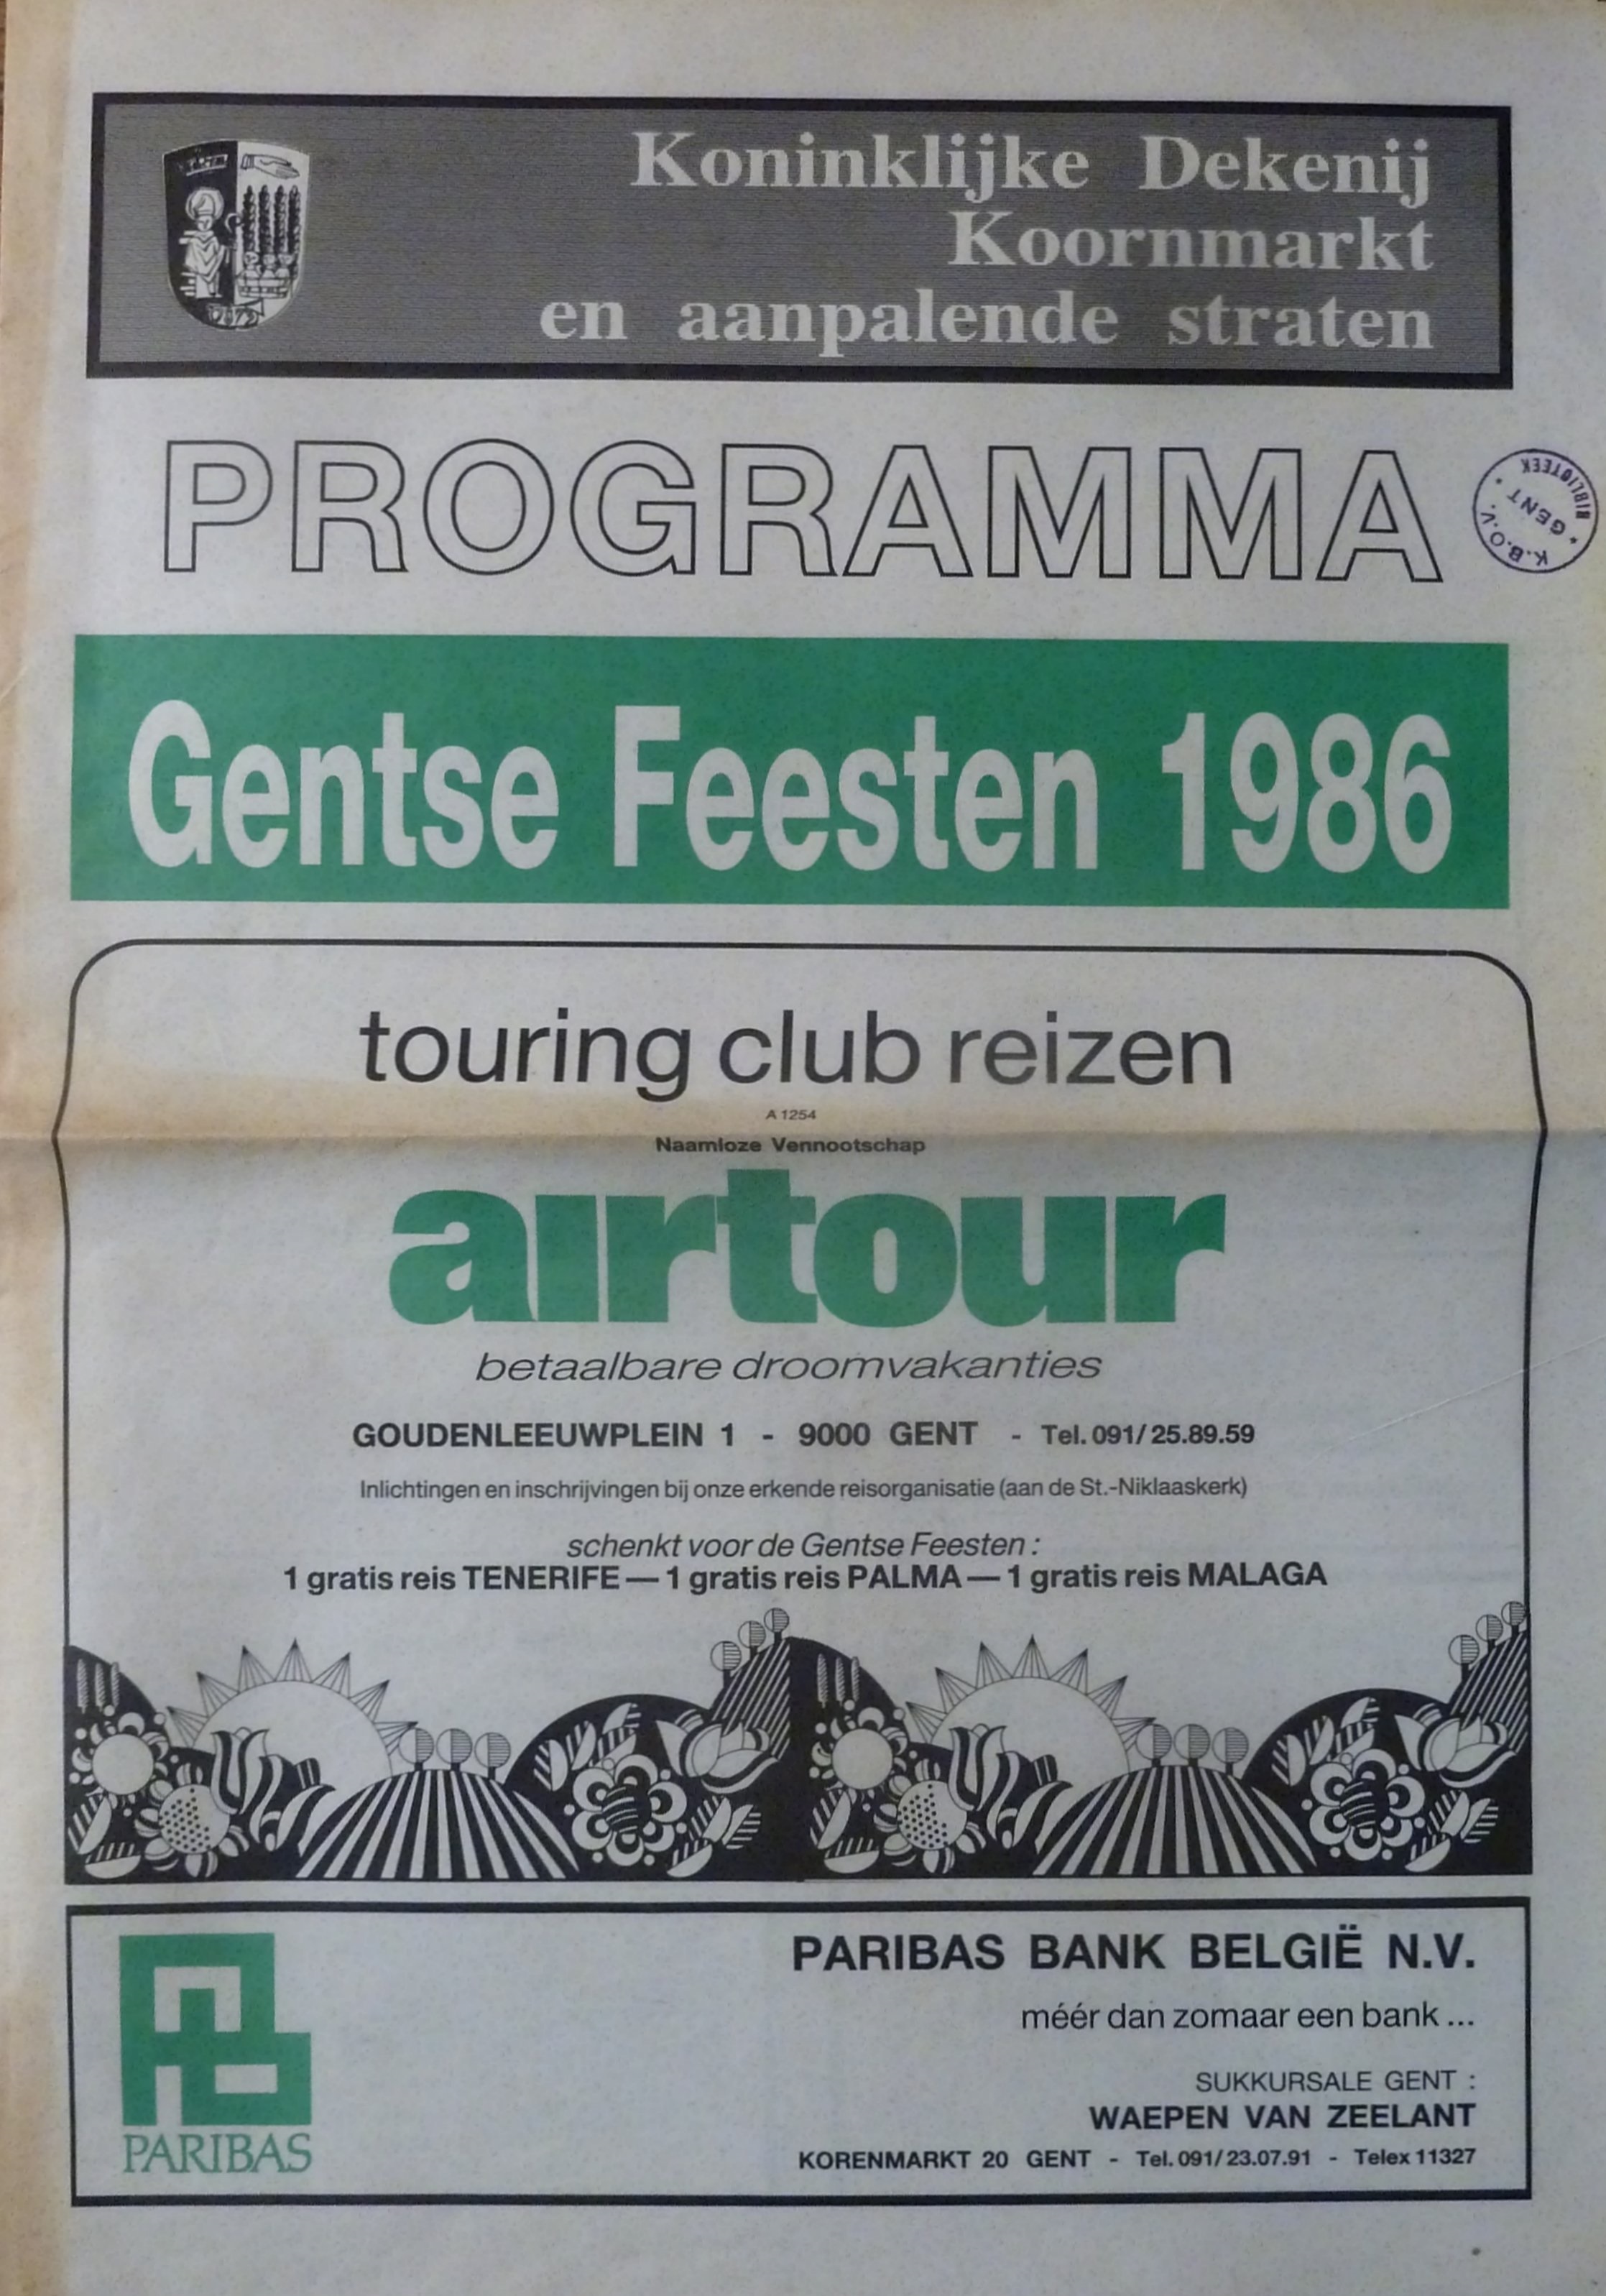 Koninklijke Dekenij
Koornmarkt
en aanpalende straten
PROGRAMMA
K.B.O.V. * BIBLIOTEEK *
GENT
Gentse Feesten 1986
touring club reizen
A 1254
Naamloze Vennootschap
airtour
betaalbare droomvakanties
GOUDENLEEUWPLEIN 1 - 9000 GENT - Tel. 091/25.89.59
Inlichtingen en inschrijvingen bij onze erkende reisorganisatie (aan de St.-Niklaaskerk)
schenkt voor de Gentse Feesten :
1 gratis reis TENERIFE — 1 gratis reis PALMA — 1 gratis reis MALAGA
PARIBAS BANK BELGIË N.V.
méér dan zomaar een bank ...
SUKKURSALE GENT :
WAEPEN VAN ZEELANT
KORENMARKT 20 GENT - Tel. 091/23.07.91 - Telex 11327
PARIBAS